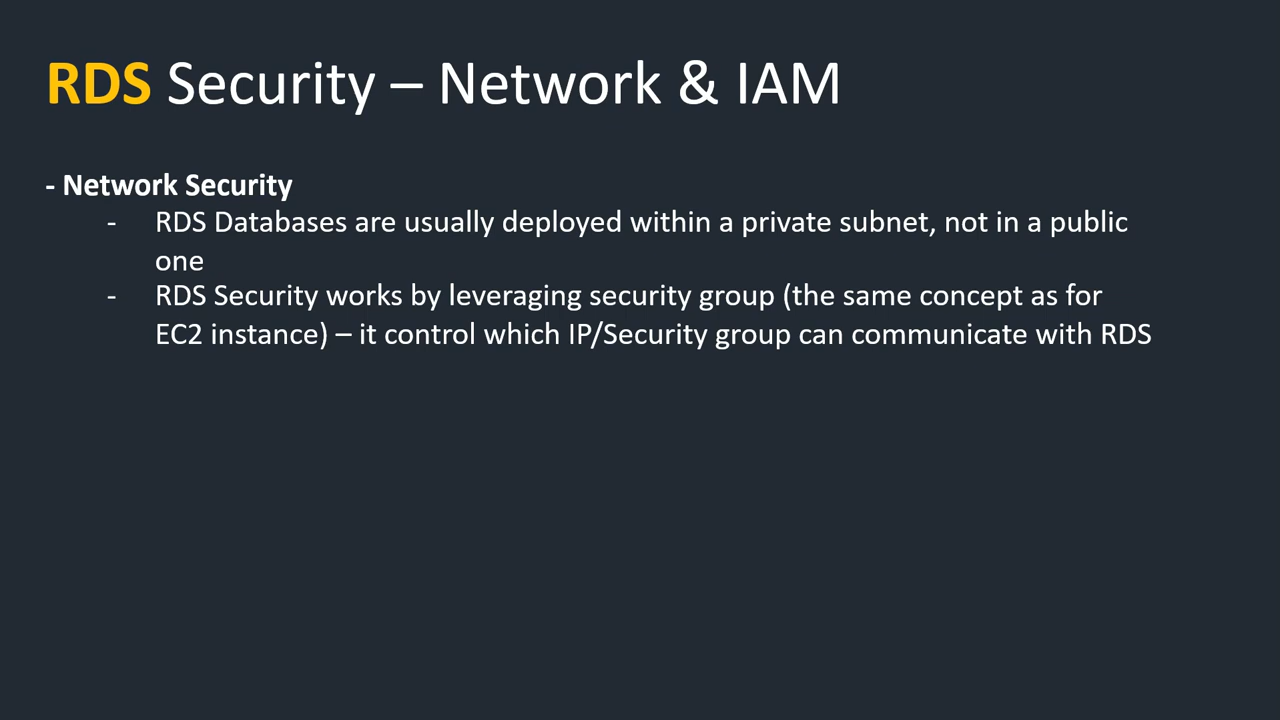 RDS Security – Network & IAM
- Network Security
- RDS Databases are usually deployed within a private subnet, not in a public
one
- RDS Security works by leveraging security group (the same concept as for
EC2 instance) – it control which IP/Security group can communicate with RDS